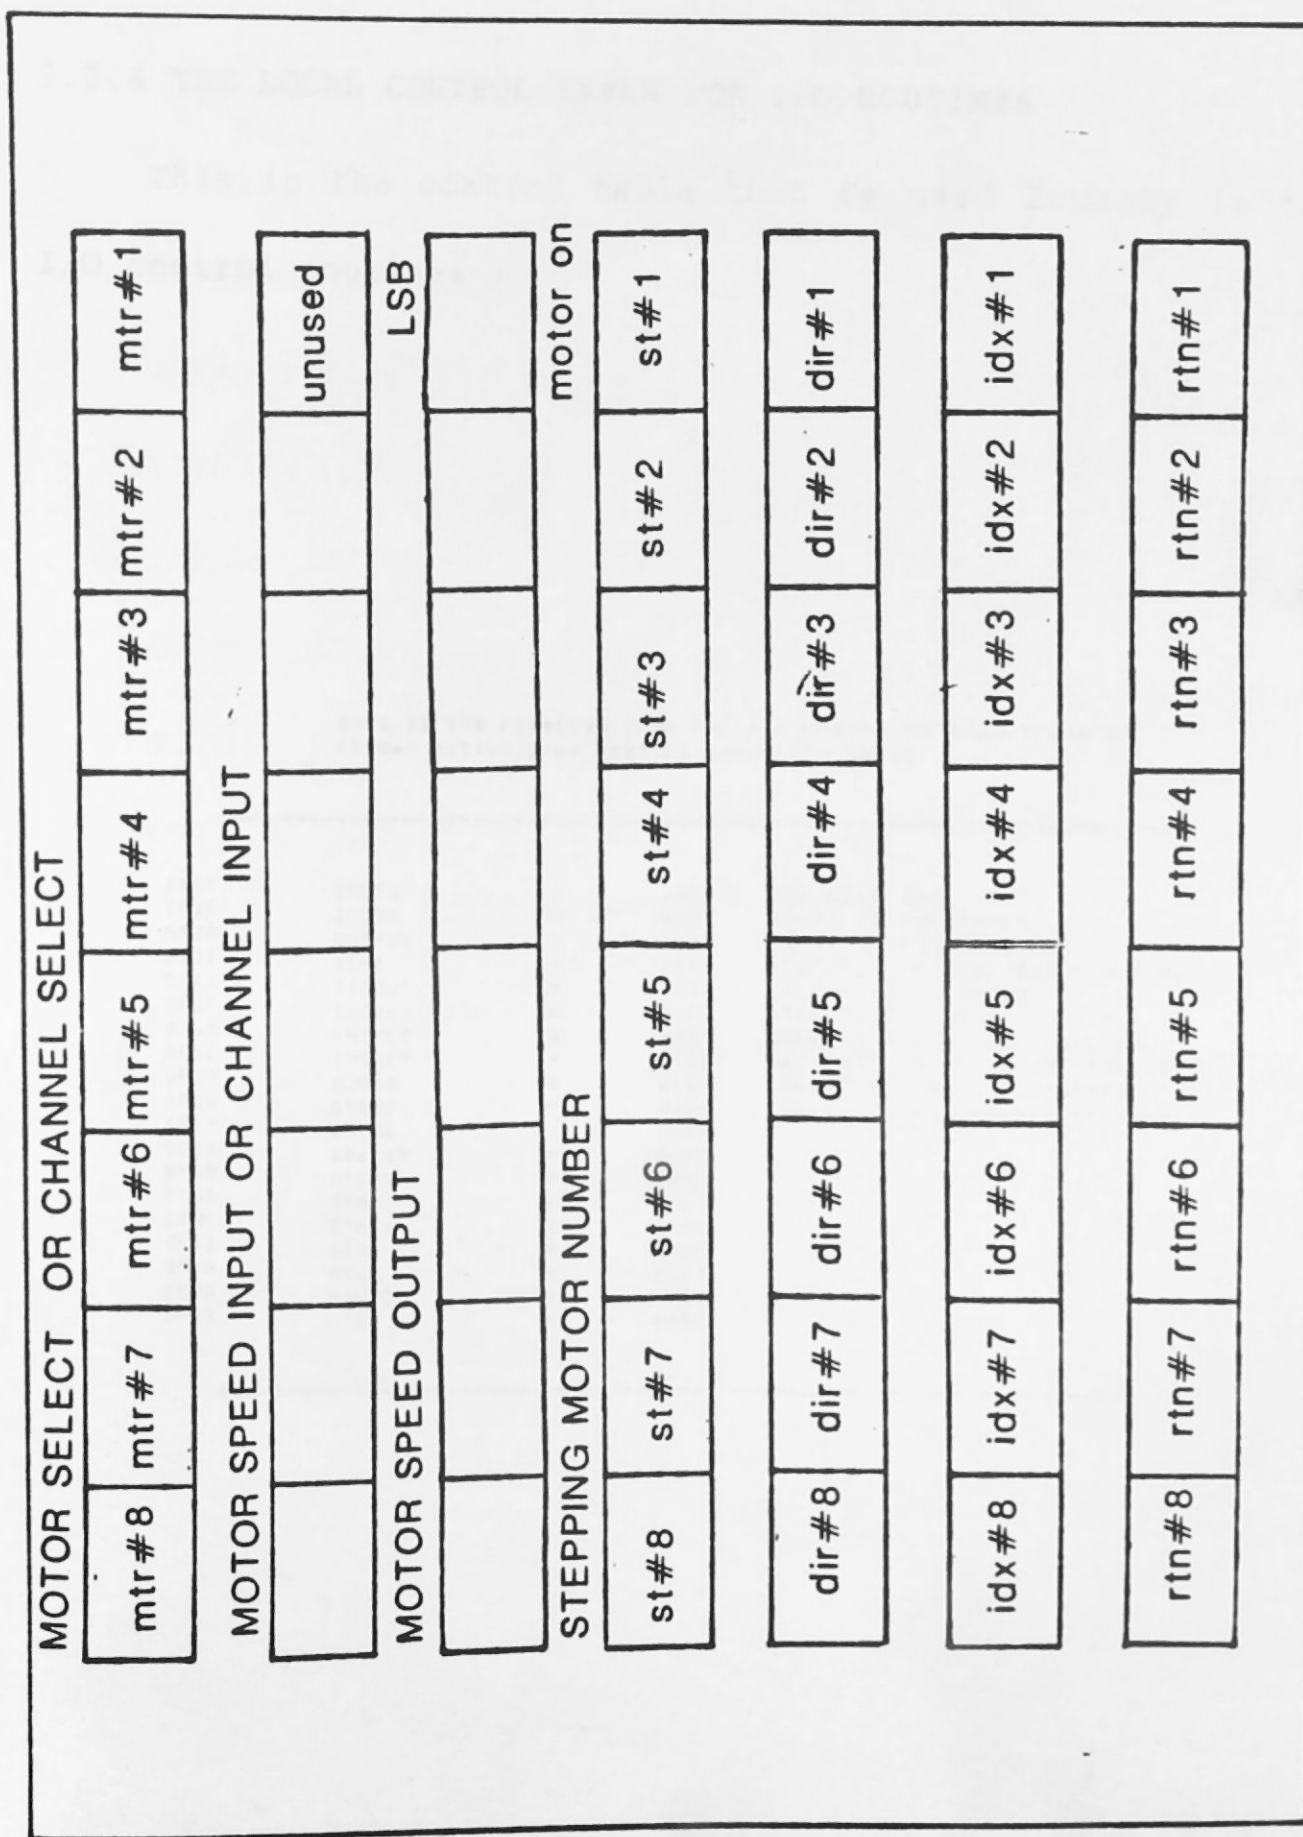 MOTOR SELECT OR CHANNEL SELECT
mtr#8 mtr#7 mtr#6 mtr#5 mtr#4 mtr#3 mtr#2 mtr#1
MOTOR SPEED INPUT OR CHANNEL INPUT
unused
MOTOR SPEED OUTPUT LSB
STEPPING MOTOR NUMBER motor on
st#8 st#7 st#6 st#5 st#4 st#3 st#2 st#1
dir#8 dir#7 dir#6 dir#5 dir#4 dir#3 dir#2 dir#1
idx#8 idx#7 idx#6 idx#5 idx#4 idx#3 idx#2 idx#1
rtn#8 rtn#7 rtn#6 rtn#5 rtn#4 rtn#3 rtn#2 rtn#1